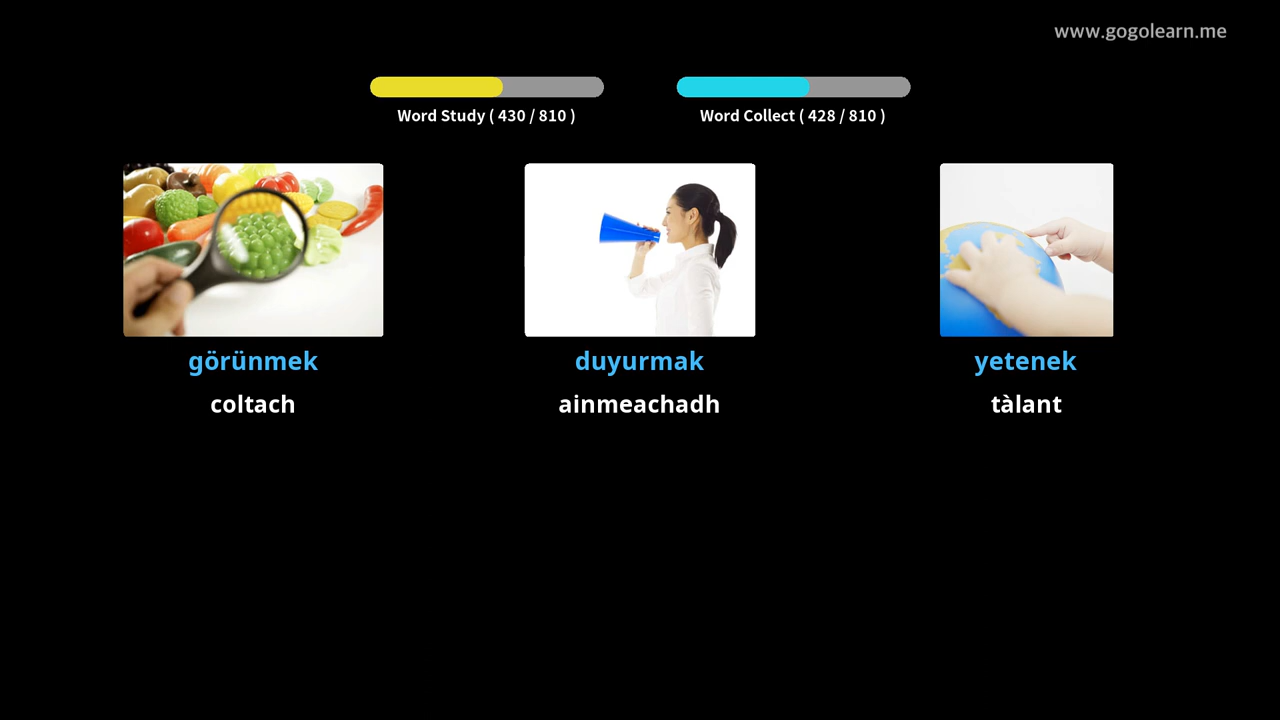 www.gogolearn.me
Word Study ( 430 / 810 )
Word Collect ( 428 / 810 )
görünmek
coltach
duyurmak
ainmeachadh
yetenek
tàlant